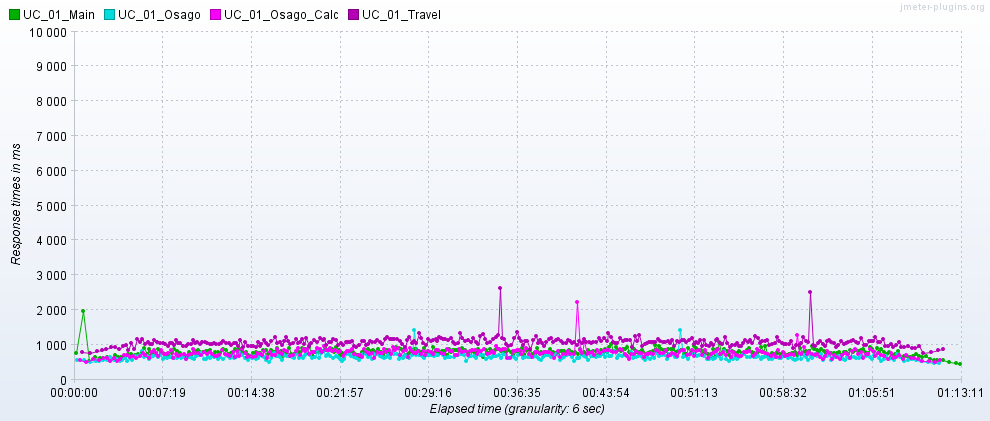 UC_01_Main UC_01_Osago UC_01_Osago_Calc UC_01_Travel
jmeter-plugins.org
10 000
9 000
8 000
7 000
6 000
5 000
4 000
3 000
2 000
1 000
0
Response times in ms
00:00:00 00:07:19 00:14:38 00:21:57 00:29:16 00:36:35 00:43:54 00:51:13 00:58:32 01:05:51 01:13:11
Elapsed time (granularity: 6 sec)